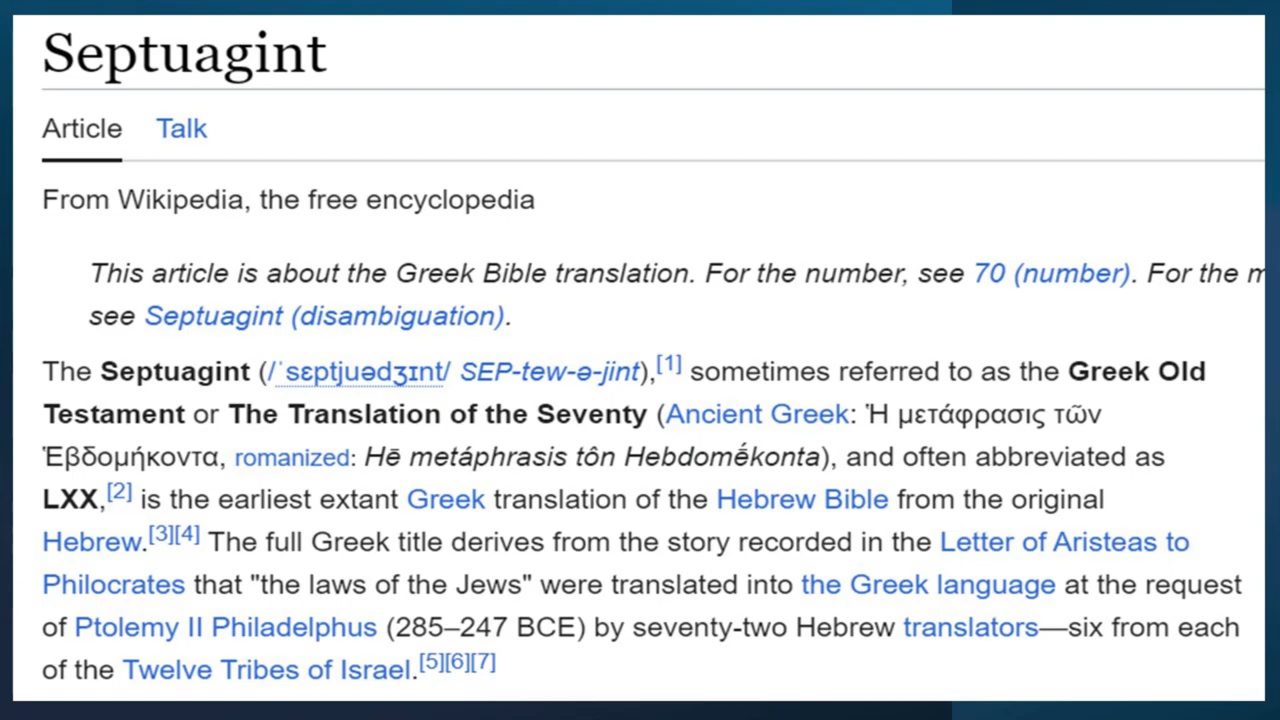 Septuagint
Article Talk
From Wikipedia, the free encyclopedia
This article is about the Greek Bible translation. For the number, see 70 (number). For the
see Septuagint (disambiguation).
The Septuagint (/ˈsɛptjuədʒɪnt/ SEP-tew-ə-jint),[1] sometimes referred to as the Greek Old
Testament or The Translation of the Seventy (Ancient Greek: Ἡ μετάφρασις τῶν
Ἑβδομήκοντα, romanized: Hē metáphrasis tôn Hebdomḗkonta), and often abbreviated as
LXX,[2] is the earliest extant Greek translation of the Hebrew Bible from the original
Hebrew.[3][4] The full Greek title derives from the story recorded in the Letter of Aristeas to
Philocrates that "the laws of the Jews" were translated into the Greek language at the request
of Ptolemy II Philadelphus (285–247 BCE) by seventy-two Hebrew translators—six from each
of the Twelve Tribes of Israel.[5][6][7]